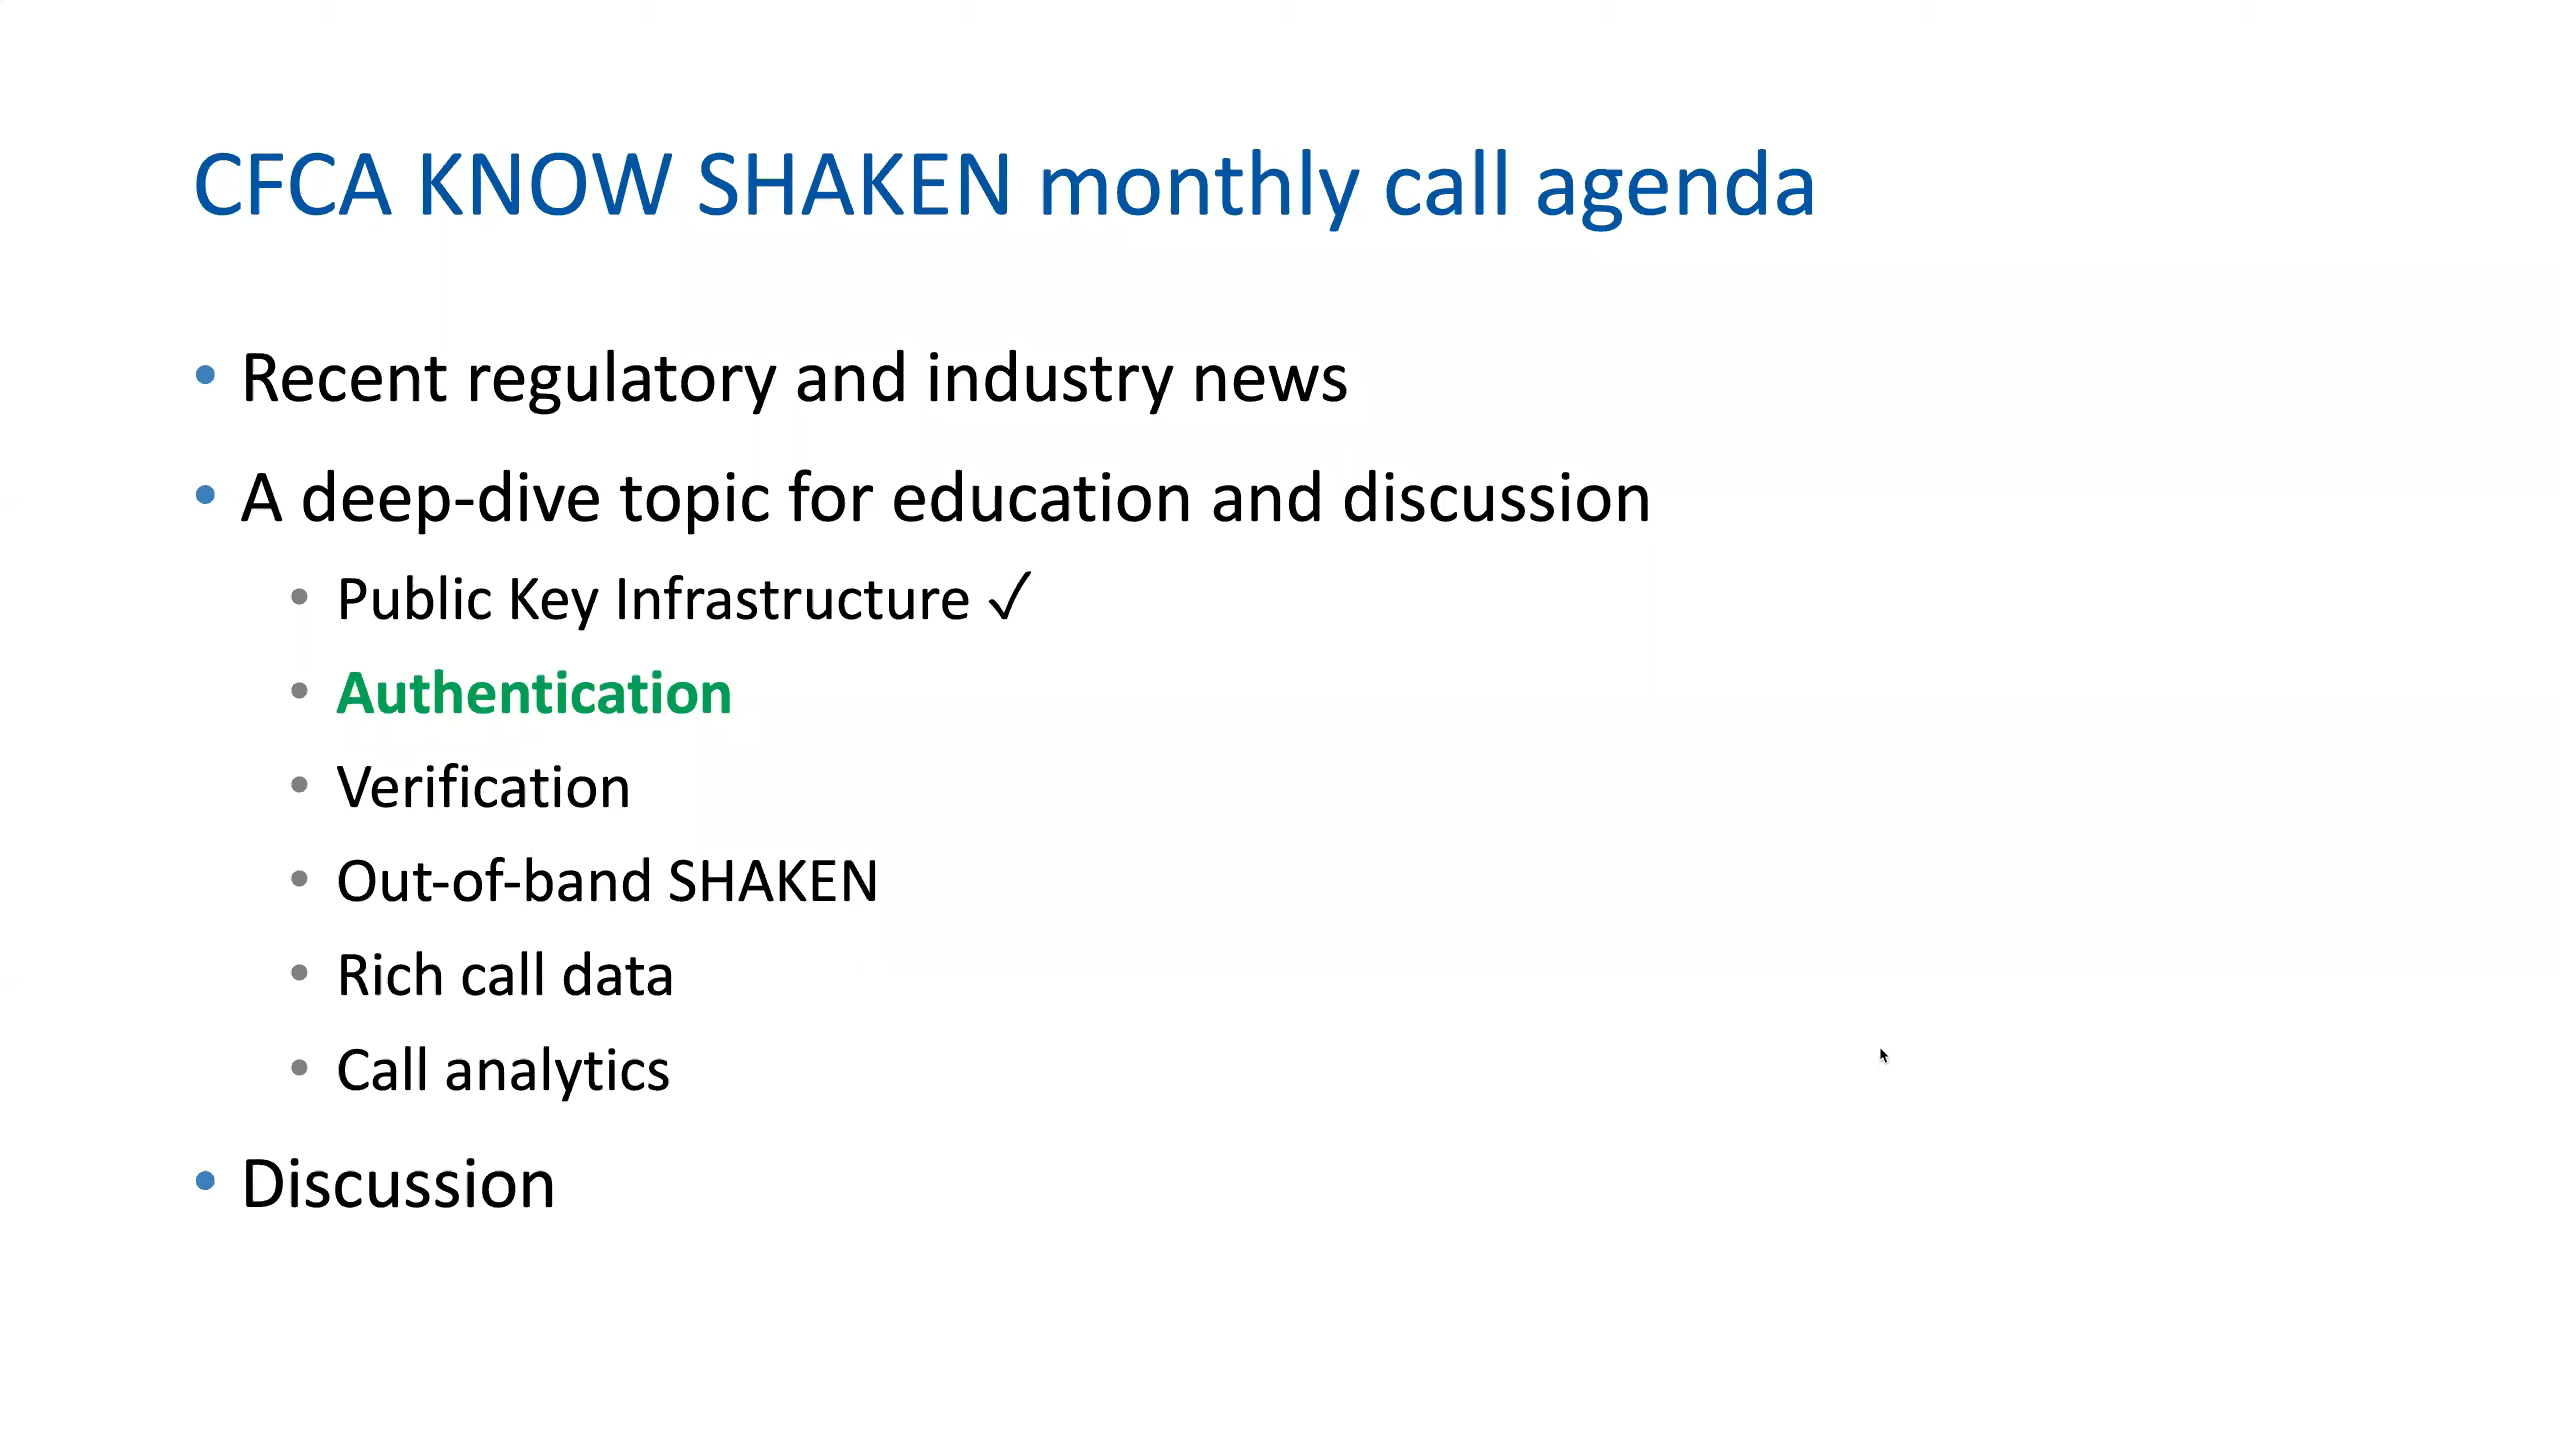 CFCA KNOW SHAKEN monthly call agenda
• Recent regulatory and industry news
• A deep-dive topic for education and discussion
• Public Key Infrastructure ✓
• Authentication
• Verification
• Out-of-band SHAKEN
• Rich call data
• Call analytics
• Discussion